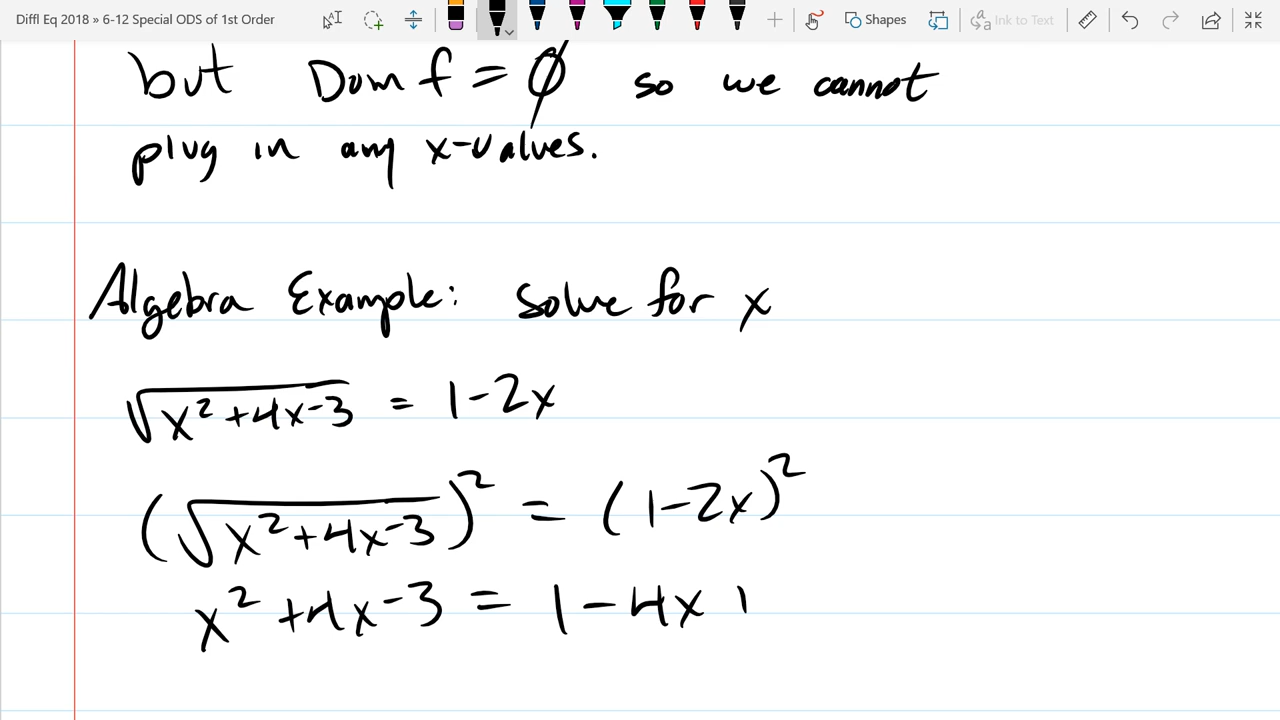 Diffl Eq 2018 » 6-12 Special ODS of 1st Order
Shapes
Ink to Text
but Dom f = ∅ so we cannot
plug in any x-values.
Algebra Example: solve for x
√(x² + 4x - 3) = 1 - 2x
(√(x² + 4x - 3))² = (1 - 2x)²
x² + 4x - 3 = 1 - 4x